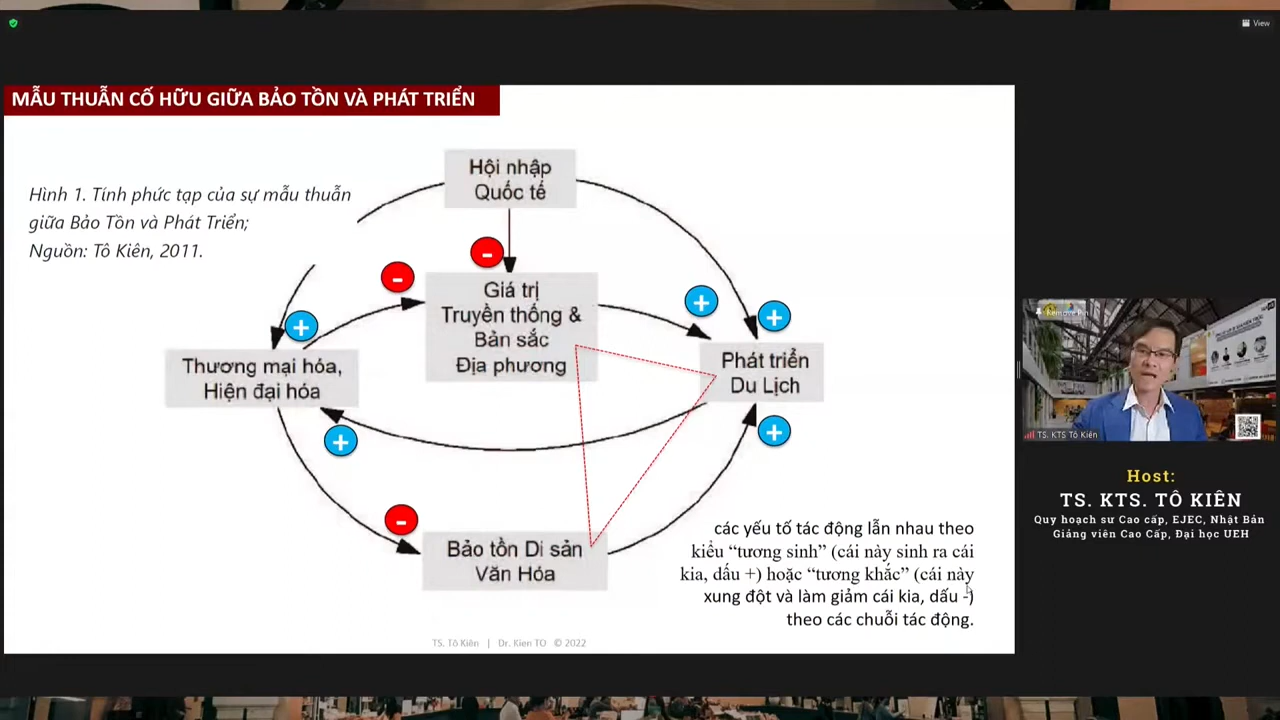 View
MẪU THUẪN CỐ HỮU GIỮA BẢO TỒN VÀ PHÁT TRIỂN
Hình 1. Tính phức tạp của sự mẫu thuẫn
giữa Bảo Tồn và Phát Triển;
Nguồn: Tô Kiên, 2011.
Hội nhập
Quốc tế
-
-
Giá trị
Truyền thống &
Bản sắc
Địa phương
+
+
+
Thương mại hóa,
Hiện đại hóa
Phát triển
Du Lịch
+
+
-
Bảo tồn Di sản
Văn Hóa
các yếu tố tác động lẫn nhau theo
kiểu “tương sinh” (cái này sinh ra cái
kia, dấu +) hoặc “tương khắc” (cái này
xung đột và làm giảm cái kia, dấu -)
theo các chuỗi tác động.
TS. Tô Kiên | Dr. Kien TO © 2022
Remove Pin
TS. KTS Tô Kiên
Host:
TS. KTS. TÔ KIÊN
Quy hoạch sư Cao cấp, EJEC, Nhật Bản
Giảng viên Cao Cấp, Đại học UEH